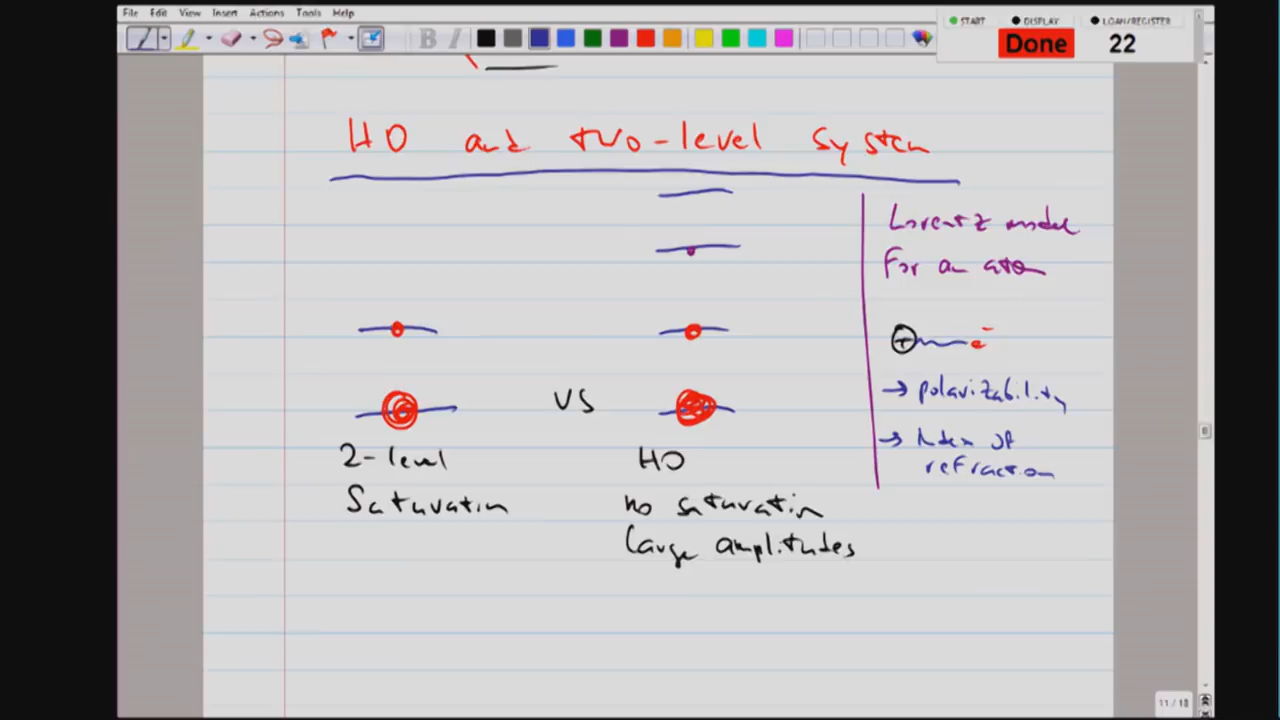 File Edit View Insert Actions Tools Help
START DISPLAY LOAN/REGISTER
Done 22
B I
HO and two-level system
2-level
Saturation
VS
HO
no saturation
large amplitudes
Lorentz model
for an atom
+ e-
→ polarizability
→ Index of
refraction
11 / 18